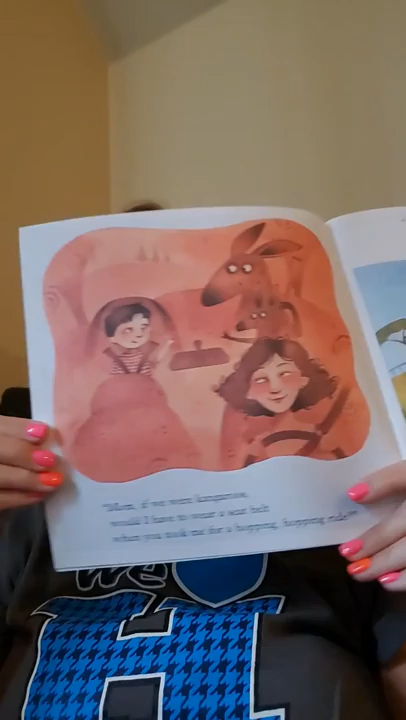 "Mom, if we were kangaroos,
would I have to wear a seat belt
when you took me for a hopping, hopping ride?"
We
H